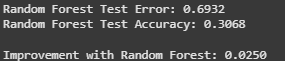 Random Forest Test Error: 0.6932
Random Forest Test Accuracy: 0.3068
Improvement with Random Forest: 0.0250